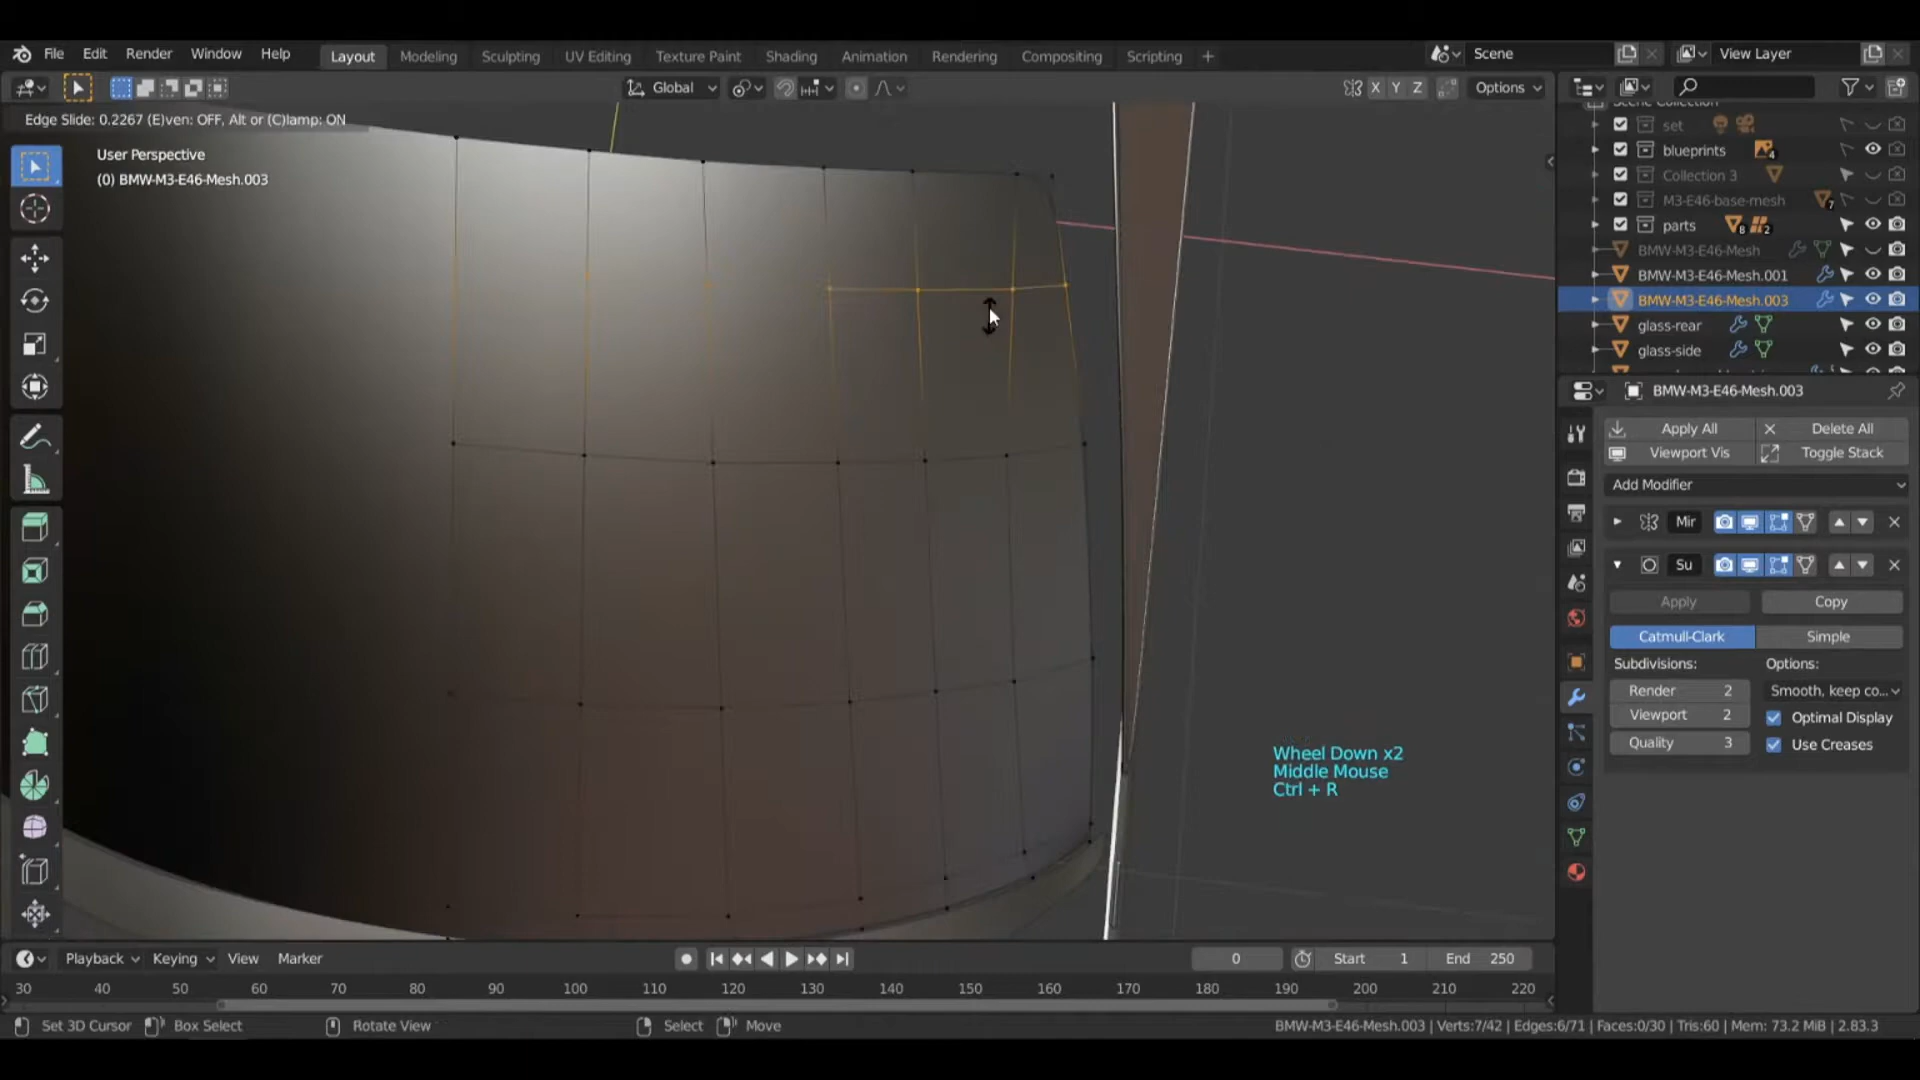 File Edit Render Window Help Layout Modeling Sculpting UV Editing Texture Paint Shading Animation Rendering Compositing Scripting + Scene View Layer
Global X Y Z Options
Edge Slide: 0.2267 (E)ven: OFF, Alt or (C)lamp: ON
User Perspective
(0) BMW-M3-E46-Mesh.003
Scene Collection
set
blueprints 4
Collection 3
M3-E46-base-mesh 7
parts 8 2
BMW-M3-E46-Mesh
BMW-M3-E46-Mesh.001
BMW-M3-E46-Mesh.003
glass-rear
glass-side
BMW-M3-E46-Mesh.003
Apply All Delete All
Viewport Vis Toggle Stack
Add Modifier
Mir
Su
Apply Copy
Catmull-Clark Simple
Subdivisions: Options:
Render 2 Smooth, keep co...
Viewport 2 Optimal Display
Quality 3 Use Creases
Wheel Down x2
Middle Mouse
Ctrl + R
Playback Keying View Marker 0 Start 1 End 250
30 40 50 60 70 80 90 100 110 120 130 140 150 160 170 180 190 200 210 220
Set 3D Cursor Box Select Rotate View Select Move BMW-M3-E46-Mesh.003 | Verts:7/42 | Edges:6/71 | Faces:0/30 | Tris:60 | Mem: 73.2 MiB | 2.83.3